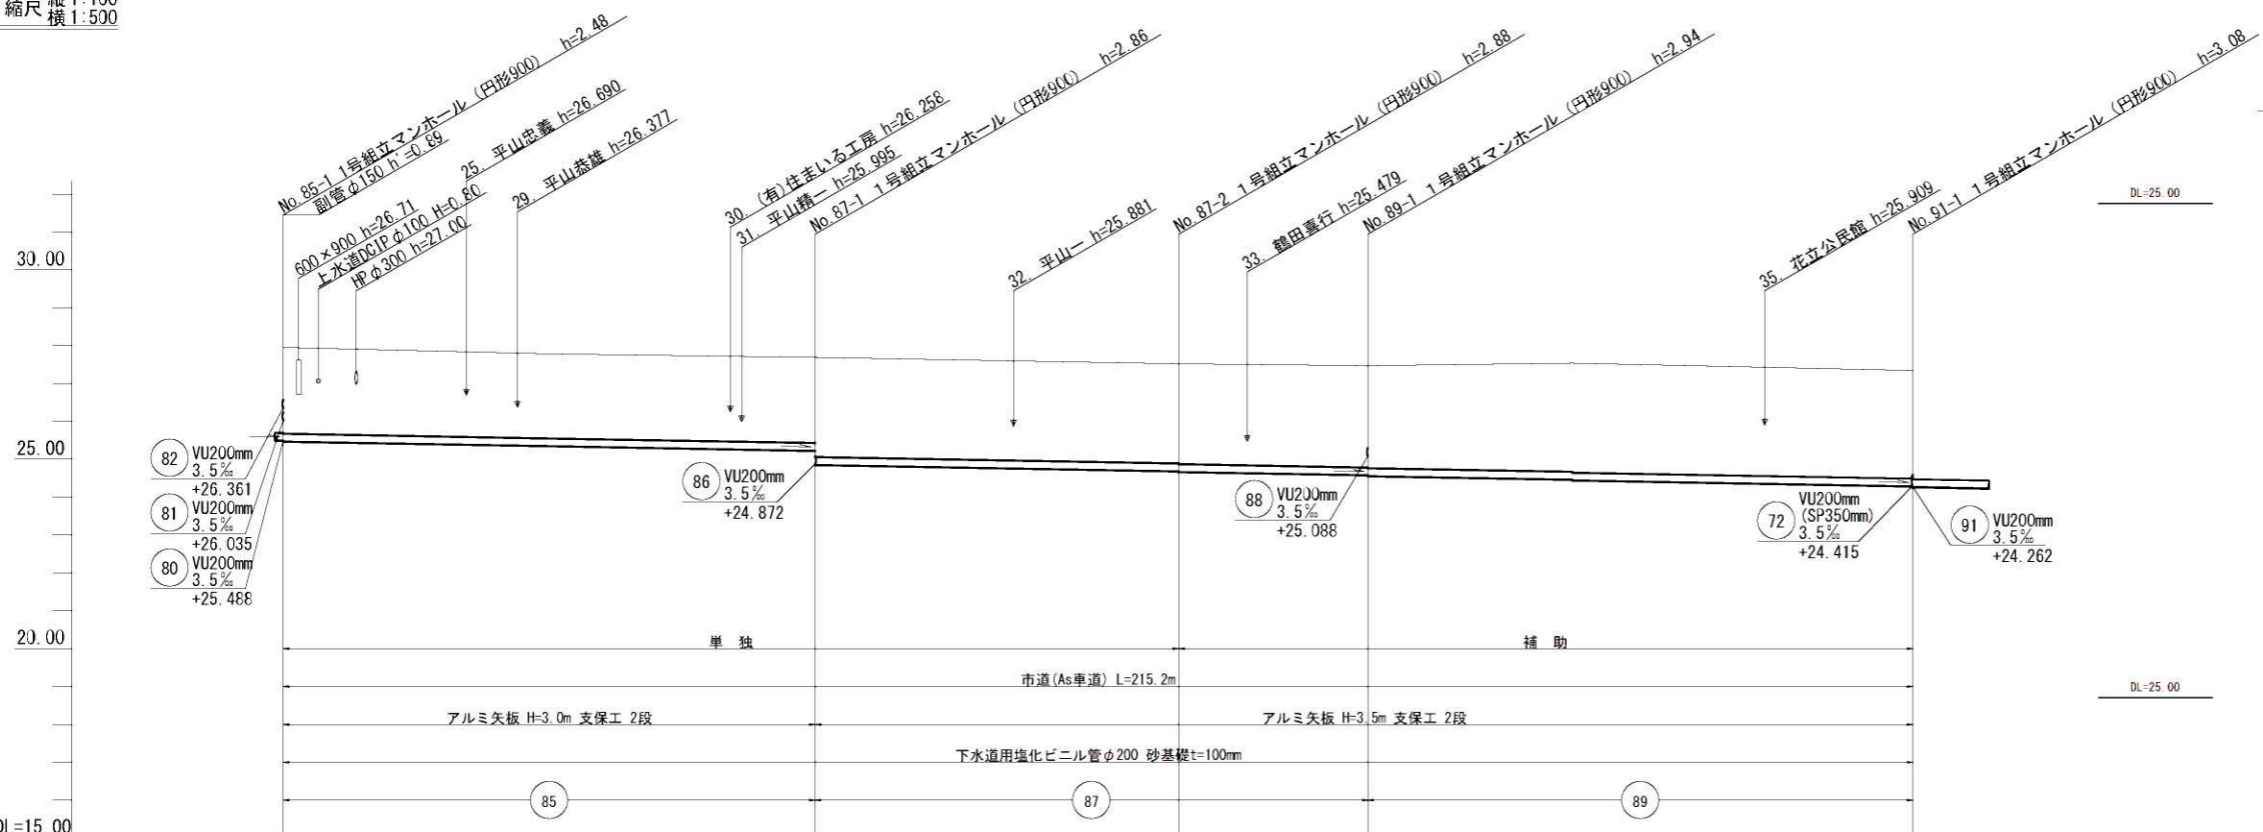 縮尺 縦1:100
横1:500
No.85-1 1号組立マンホール（円形900） h=2.48
副管φ150 h'=0.89
600×900 h=26.71
上水道DCIPφ100 H=0.80
HPφ300 h=27.00
25. 平山忠義 h=26.690
29. 平山恭雄 h=26.377
30. (有)住まいる工房 h=26.258
31. 平山精一 h=25.995
No.87-1 1号組立マンホール（円形900） h=2.86
32. 平山一 h=25.881
No.87-2 1号組立マンホール（円形900） h=2.88
33. 鶴田喜行 h=25.479
No.89-1 1号組立マンホール（円形900） h=2.94
35. 花立公民館 h=25.909
No.91-1 1号組立マンホール（円形900） h=3.08
DL=25.00
30.00
25.00
20.00
DL=15.00
82 VU200mm
3.5‰
+26.361
81 VU200mm
3.5‰
+26.035
80 VU200mm
3.5‰
+25.488
86 VU200mm
3.5‰
+24.872
88 VU200mm
3.5‰
+25.088
72 VU200mm
(SP350mm)
3.5‰
+24.415
91 VU200mm
3.5‰
+24.262
単 独
補 助
市道(As車道) L=215.2m
DL=25.00
アルミ矢板 H=3.0m 支保工 2段
アルミ矢板 H=3.5m 支保工 2段
下水道用塩化ビニル管φ200 砂基礎t=100mm
85
87
89